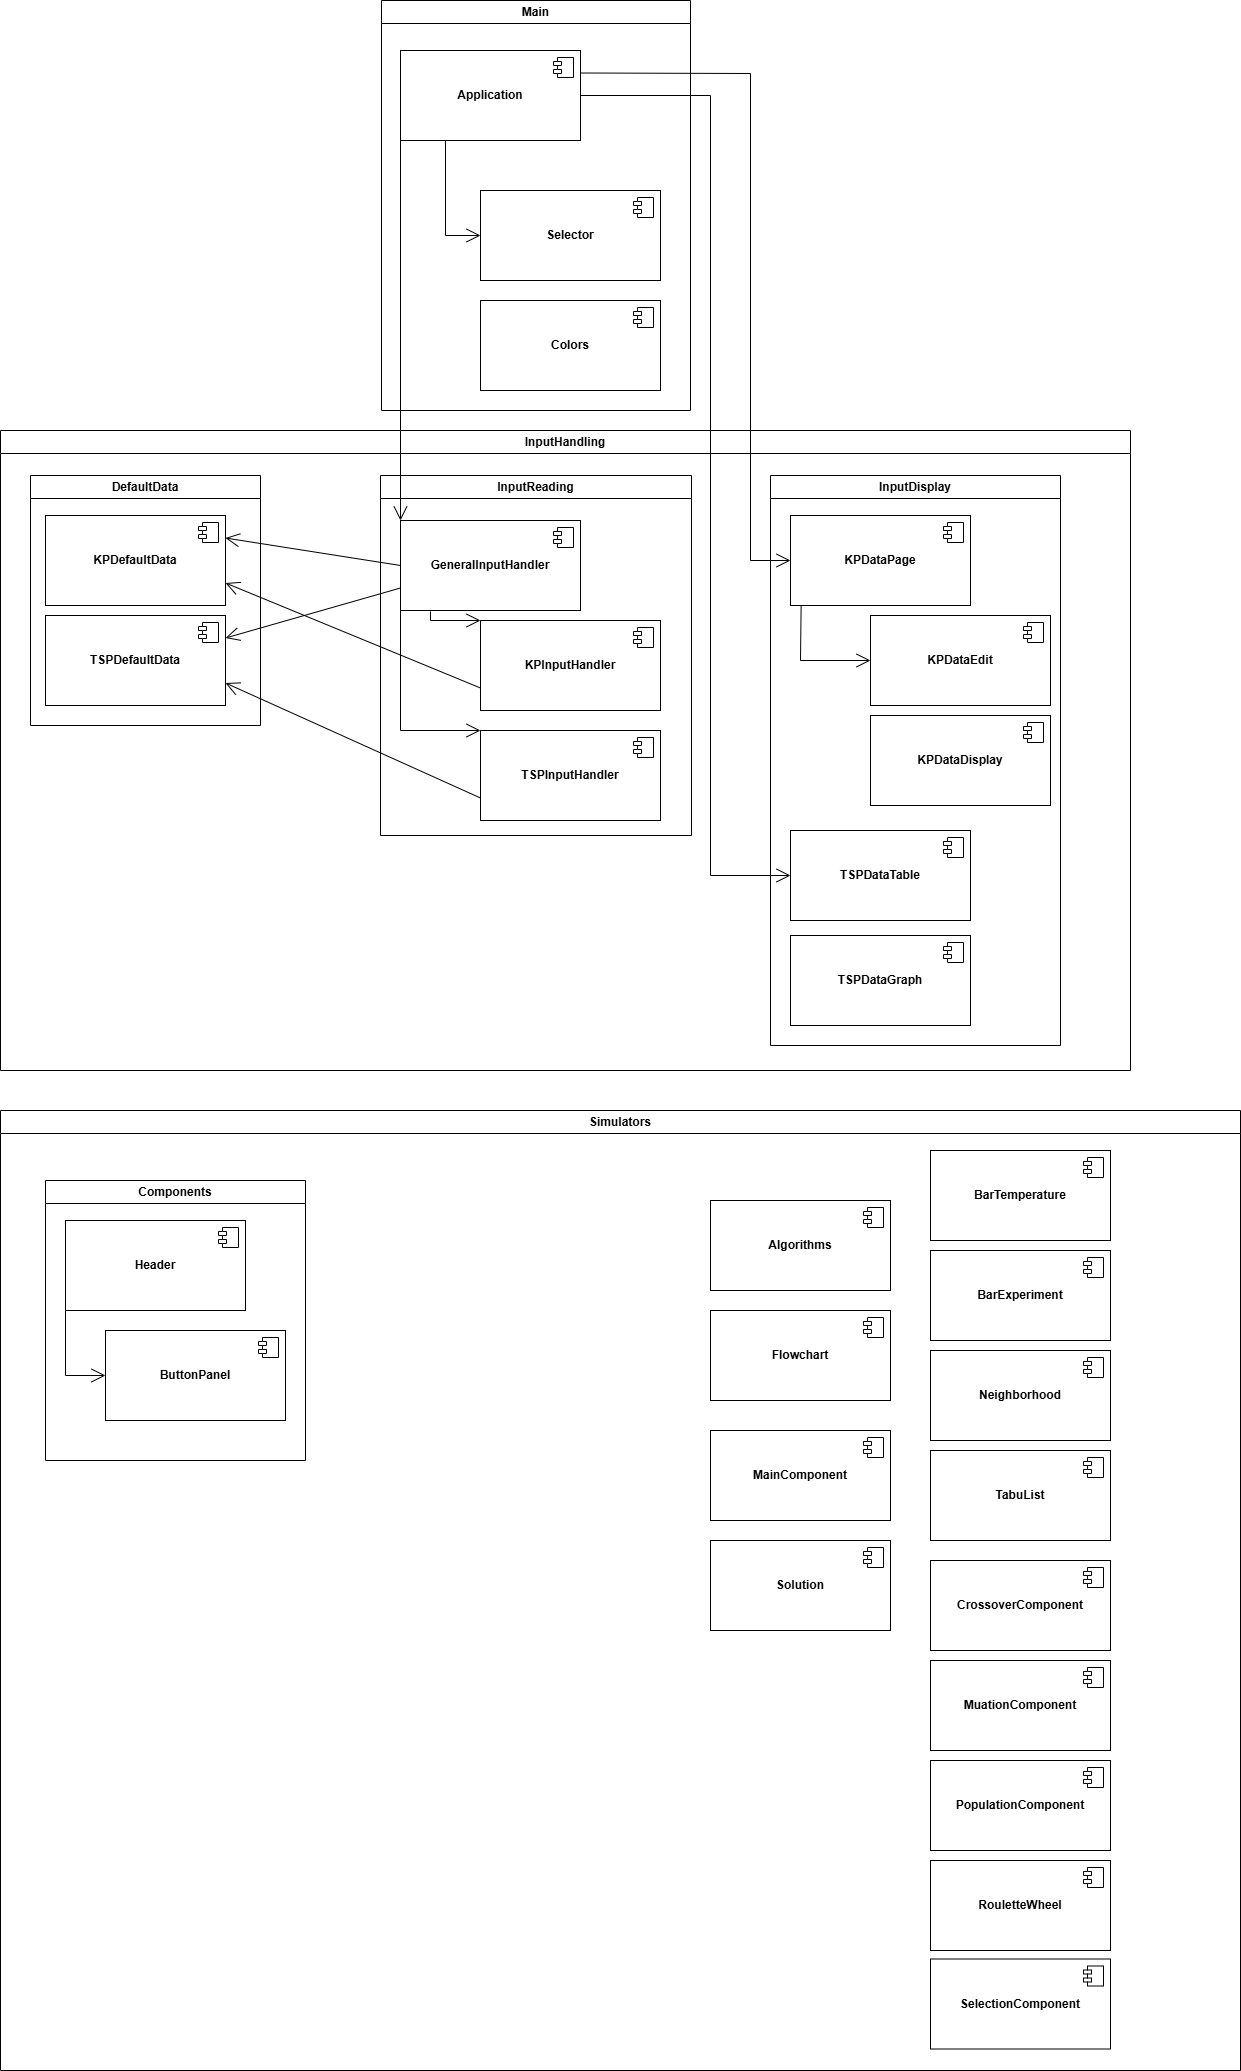 Main
Application
Selector
Colors
InputHandling
DefaultData
KPDefaultData
TSPDefaultData
InputReading
GeneralInputHandler
KPInputHandler
TSPInputHandler
InputDisplay
KPDataPage
KPDataEdit
KPDataDisplay
TSPDataTable
TSPDataGraph
Simulators
Components
Header
ButtonPanel
Algorithms
Flowchart
MainComponent
Solution
BarTemperature
BarExperiment
Neighborhood
TabuList
CrossoverComponent
MuationComponent
PopulationComponent
RouletteWheel
SelectionComponent